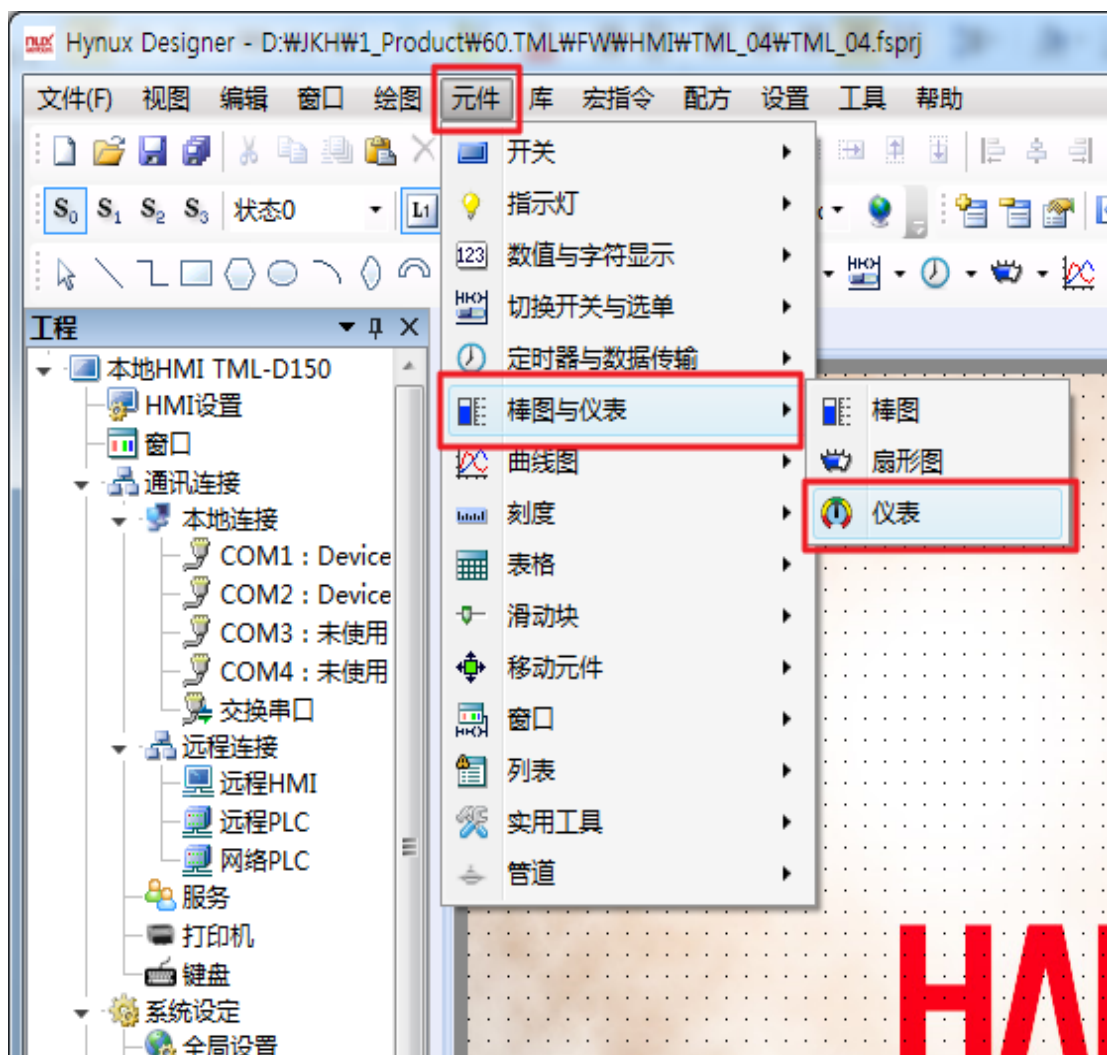 nux Hynux Designer - D:₩JKH₩1_Product₩60.TML₩FW₩HMI₩TML_04₩TML_04.fsprj
文件(F) 视图 编辑 窗口 绘图 元件 库 宏指令 配方 设置 工具 帮助
S0 S1 S2 S3 状态0 L1
工程
本地HMI TML-D150
HMI设置
窗口
通讯连接
本地连接
COM1 : Device
COM2 : Device
COM3 : 未使用
COM4 : 未使用
交换串口
远程连接
远程HMI
远程PLC
网络PLC
服务
打印机
键盘
系统设定
全局设置
开关
指示灯
123 数值与字符显示
切换开关与选单
定时器与数据传输
棒图与仪表
曲线图
刻度
表格
滑动块
移动元件
窗口
列表
实用工具
管道
棒图
扇形图
仪表